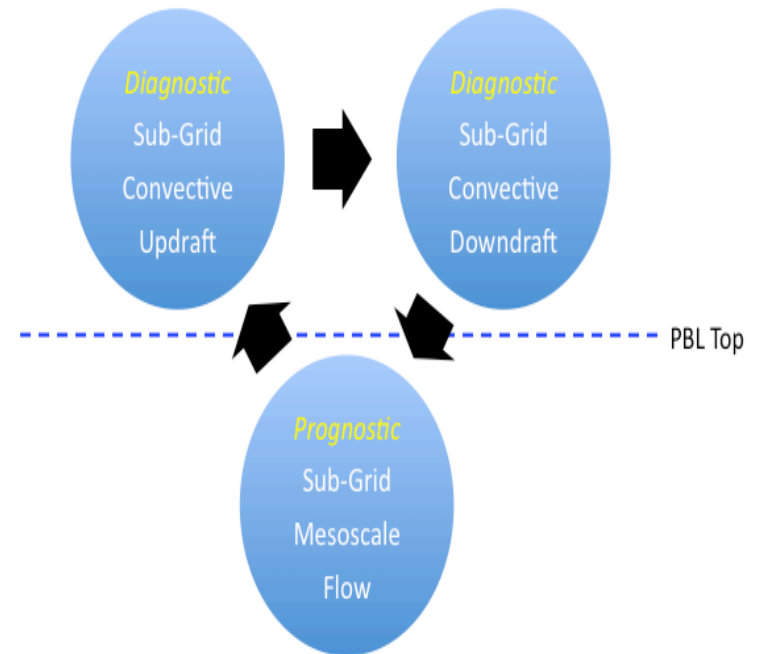 Diagnostic
Sub-Grid
Convective
Updraft
Diagnostic
Sub-Grid
Convective
Downdraft
PBL Top
Prognostic
Sub-Grid
Mesoscale
Flow